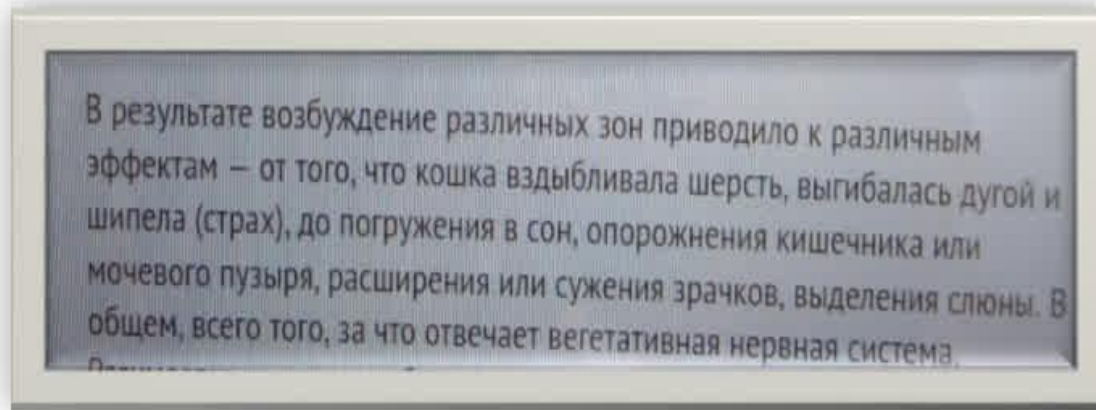 В результате возбуждение различных зон приводило к различным
эффектам — от того, что кошка вздыбливала шерсть, выгибалась дугой и
шипела (страх), до погружения в сон, опорожнения кишечника или
мочевого пузыря, расширения или сужения зрачков, выделения слюны. В
общем, всего того, за что отвечает вегетативная нервная система.